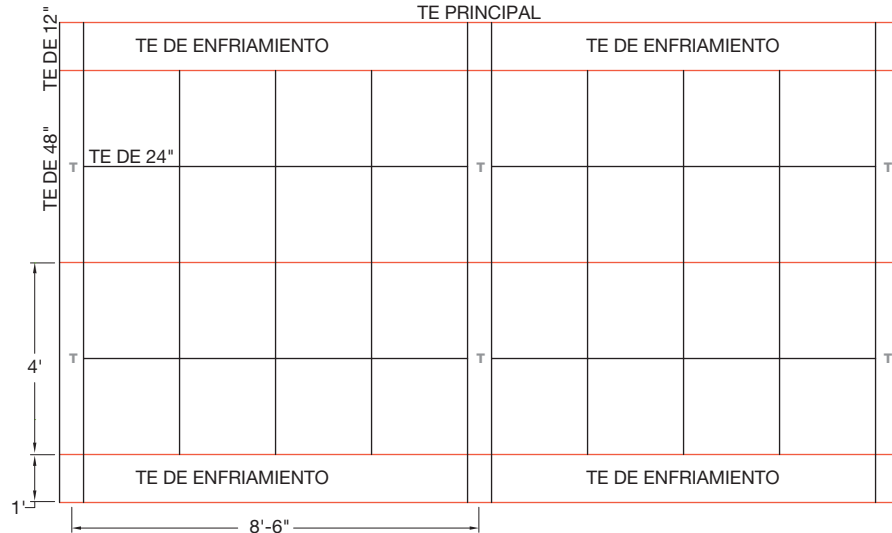 TE PRINCIPAL
TE DE 12"
TE DE ENFRIAMIENTO
TE DE ENFRIAMIENTO
TE DE 48"
TE DE 24"
T
T
T
4'
T
T
T
TE DE ENFRIAMIENTO
TE DE ENFRIAMIENTO
1'
8'-6"